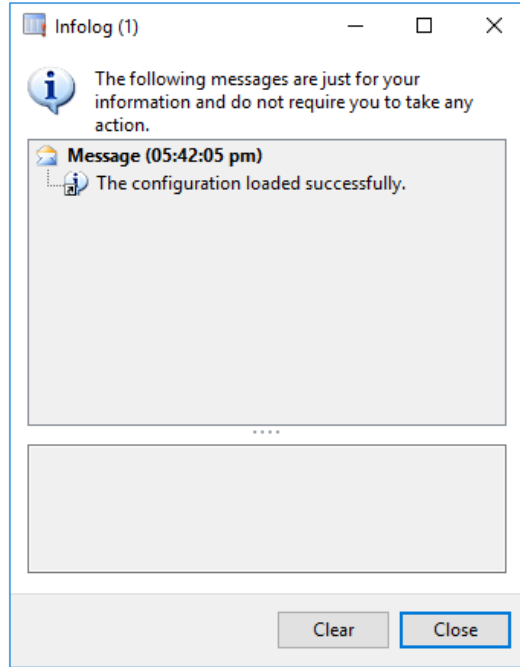 Infolog (1)
The following messages are just for your
information and do not require you to take any
action.
Message (05:42:05 pm)
The configuration loaded successfully.
Clear
Close